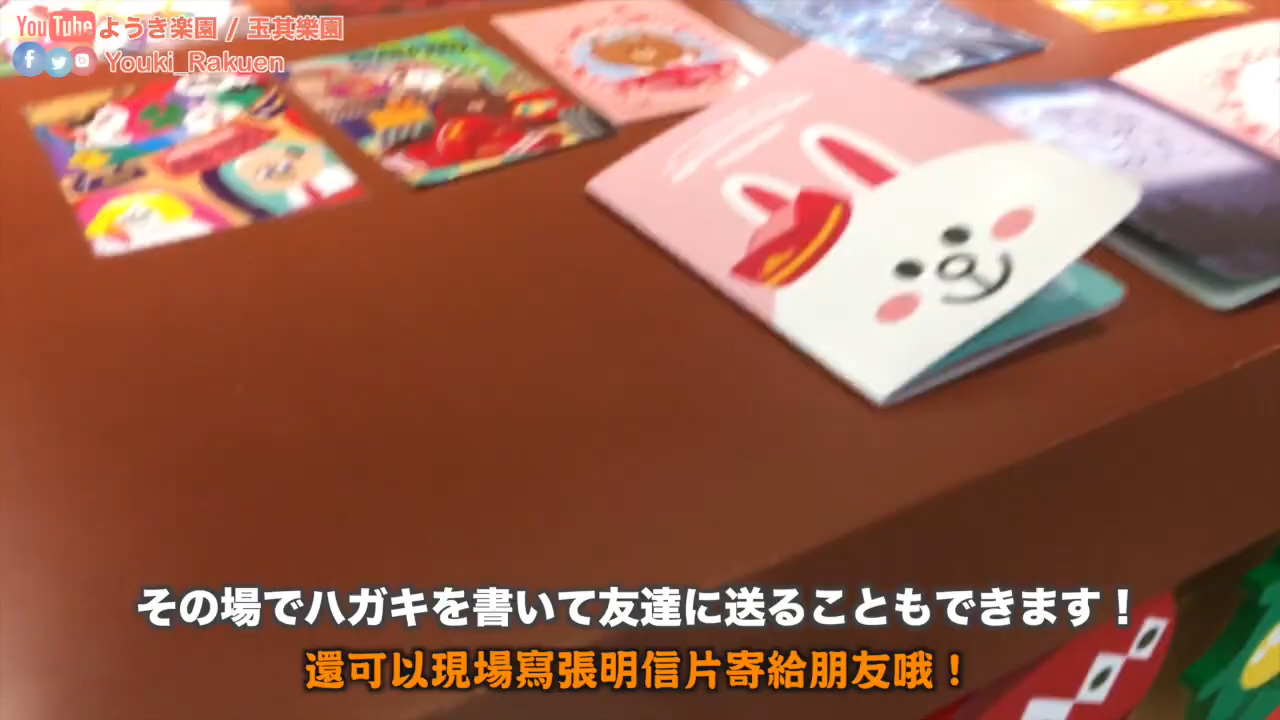 YouTube ようき楽園 / 玉其樂園
Youki_Rakuen
その場でハガキを書いて友達に送ることもできます！
還可以現場寫張明信片寄給朋友哦！